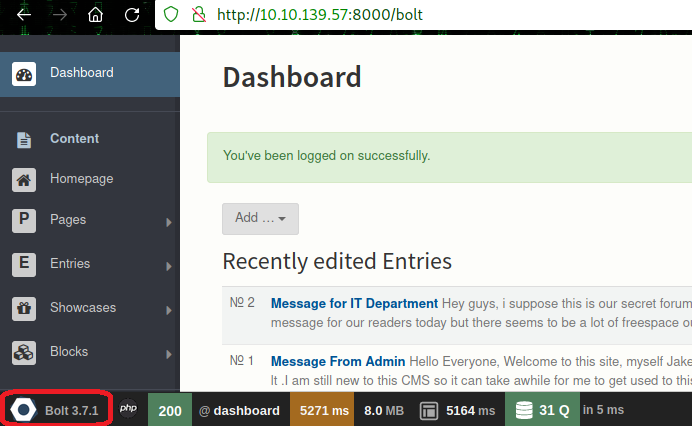 http://10.10.139.57:8000/bolt
Dashboard
Dashboard
You've been logged on successfully.
Content
Homepage
Add ...
P Pages
Recently edited Entries
E Entries
№ 2 Message for IT Department Hey guys, i suppose this is our secret forum
Showcases
message for our readers today but there seems to be a lot of freespace
Blocks
№ 1 Message From Admin Hello Everyone, Welcome to this site, myself Jake
It .I am still new to this CMS so it can take awhile for me to get used to
Bolt 3.7.1 php 200 @ dashboard 5271 ms 8.0 MB 5164 ms 31 Q in 5 ms